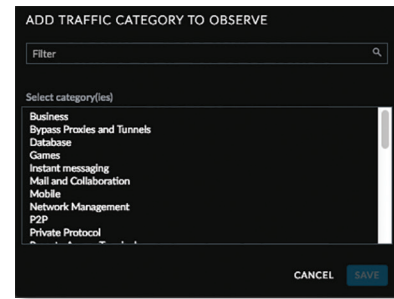 ADD TRAFFIC CATEGORY TO OBSERVE
Filter
Select category(ies)
Business
Bypass Proxies and Tunnels
Database
Games
Instant messaging
Mail and Collaboration
Mobile
Network Management
P2P
Private Protocol
CANCEL SAVE